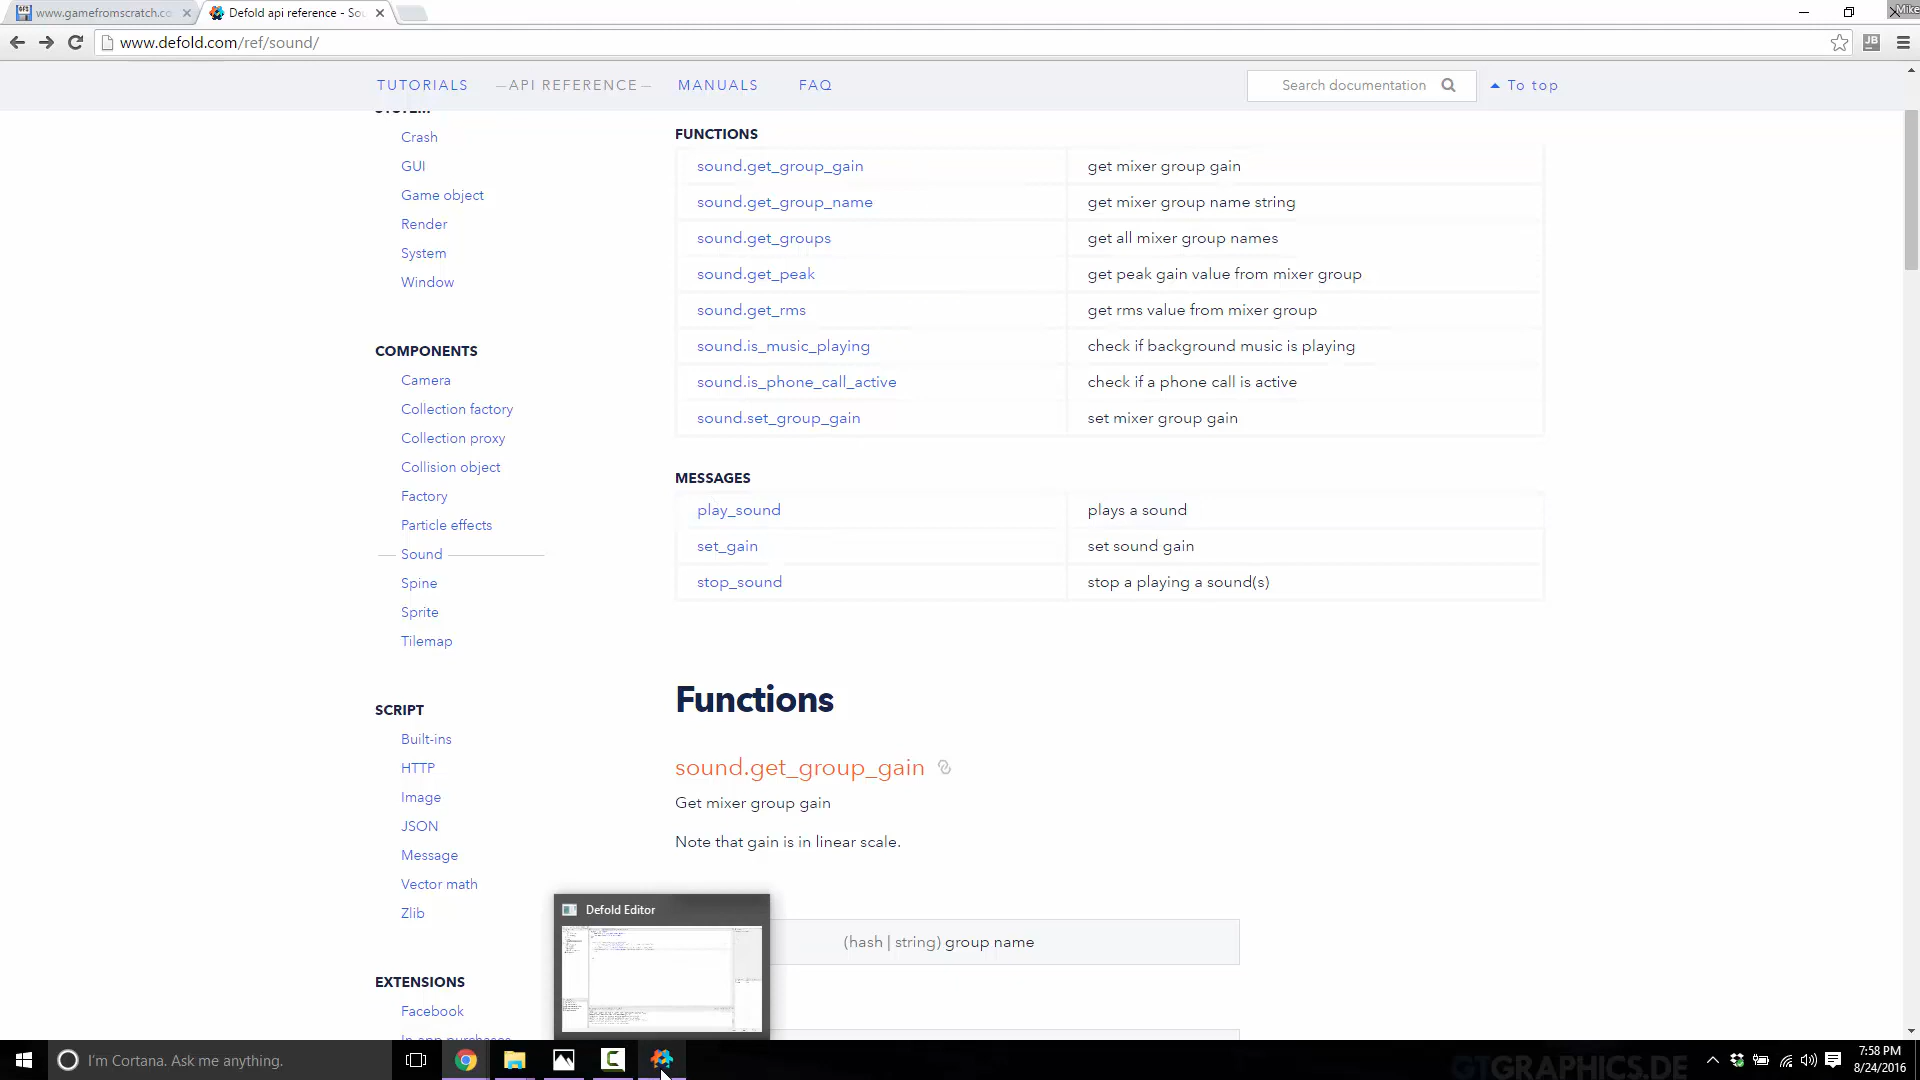 www.gamefromscratch.co
Defold api reference - So
Mike
www.defold.com/ref/sound/
TUTORIALS
API REFERENCE
MANUALS
FAQ
Search documentation
To top
Crash
GUI
Game object
Render
System
Window
COMPONENTS
Camera
Collection factory
Collection proxy
Collision object
Factory
Particle effects
Sound
Spine
Sprite
Tilemap
SCRIPT
Built-ins
HTTP
Image
JSON
Message
Vector math
Zlib
EXTENSIONS
Facebook
FUNCTIONS
sound.get_group_gain get mixer group gain
sound.get_group_name get mixer group name string
sound.get_groups get all mixer group names
sound.get_peak get peak gain value from mixer group
sound.get_rms get rms value from mixer group
sound.is_music_playing check if background music is playing
sound.is_phone_call_active check if a phone call is active
sound.set_group_gain set mixer group gain
MESSAGES
play_sound plays a sound
set_gain set sound gain
stop_sound stop a playing a sound(s)
Functions
sound.get_group_gain
Get mixer group gain
Note that gain is in linear scale.
Defold Editor
(hash | string) group name
I'm Cortana. Ask me anything.
GTGRAPHICS.DE
7:58 PM
8/24/2016